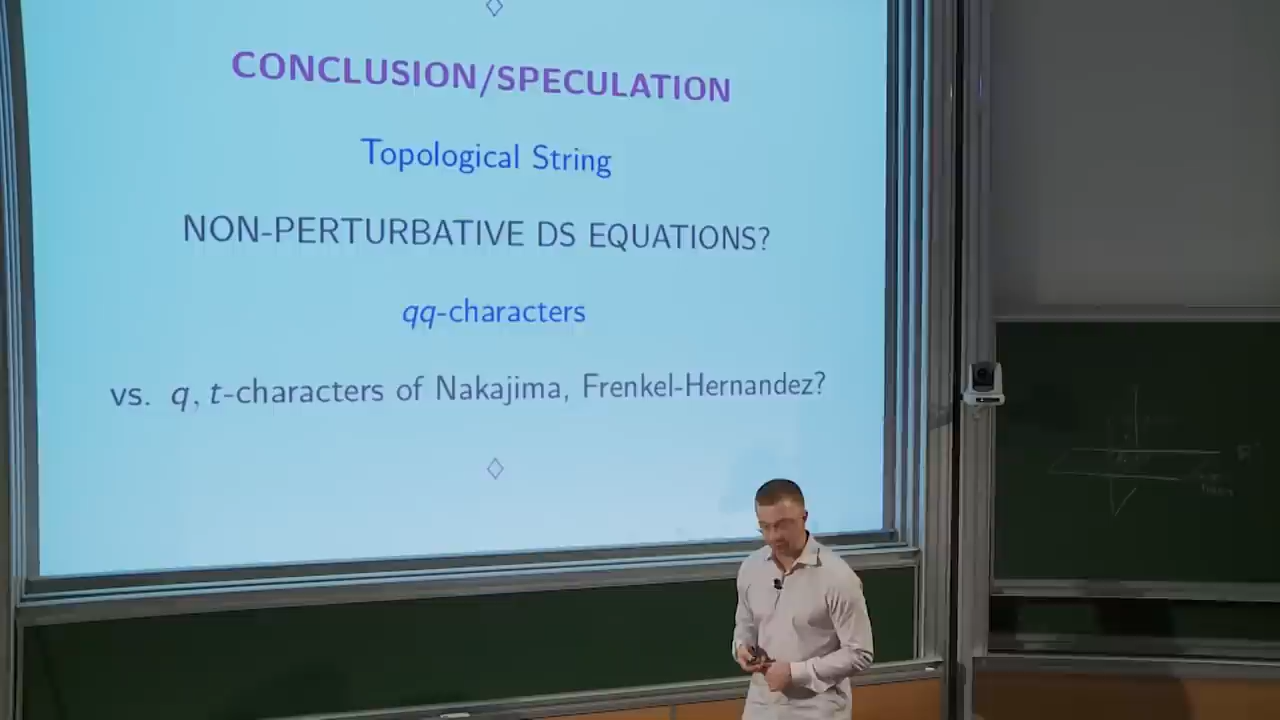 CONCLUSION/SPECULATION
Topological String
NON-PERTURBATIVE DS EQUATIONS?
qq-characters
vs. q, t-characters of Nakajima, Frenkel-Hernandez?